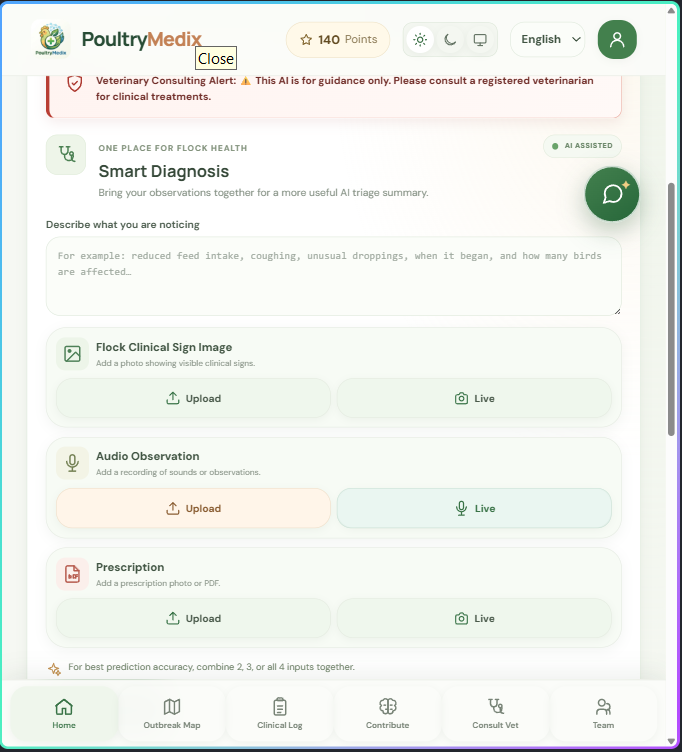 PoultryMedix
PoultryMedix
140 Points
English
Close
Veterinary Consulting Alert: ⚠ This AI is for guidance only. Please consult a registered veterinarian
for clinical treatments.
ONE PLACE FOR FLOCK HEALTH
AI ASSISTED
Smart Diagnosis
Bring your observations together for a more useful AI triage summary.
Describe what you are noticing
For example: reduced feed intake, coughing, unusual droppings, when it began, and how many birds
are affected…
Flock Clinical Sign Image
Add a photo showing visible clinical signs.
Upload
Live
Audio Observation
Add a recording of sounds or observations.
Upload
Live
Prescription
Add a prescription photo or PDF.
Upload
Live
For best prediction accuracy, combine 2, 3, or all 4 inputs together.
Home
Outbreak Map
Clinical Log
Contribute
Consult Vet
Team